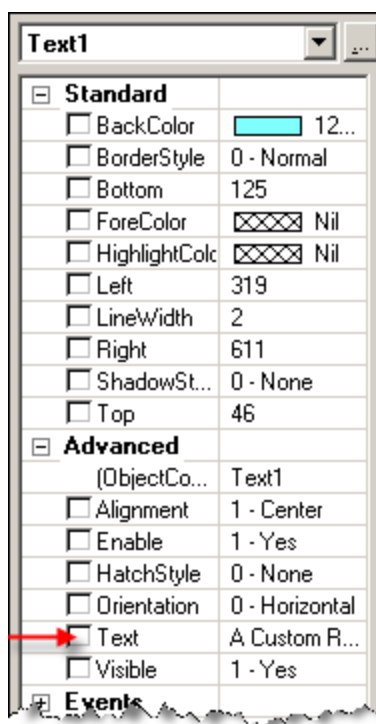 Text1 ...
Standard
BackColor 12...
BorderStyle 0 - Normal
Bottom 125
ForeColor Nil
HighlightColc Nil
Left 319
LineWidth 2
Right 611
ShadowSt... 0 - None
Top 46
Advanced
(ObjectCo... Text1
Alignment 1 - Center
Enable 1 - Yes
HatchStyle 0 - None
Orientation 0 - Horizontal
Text A Custom R...
Visible 1 - Yes
Events